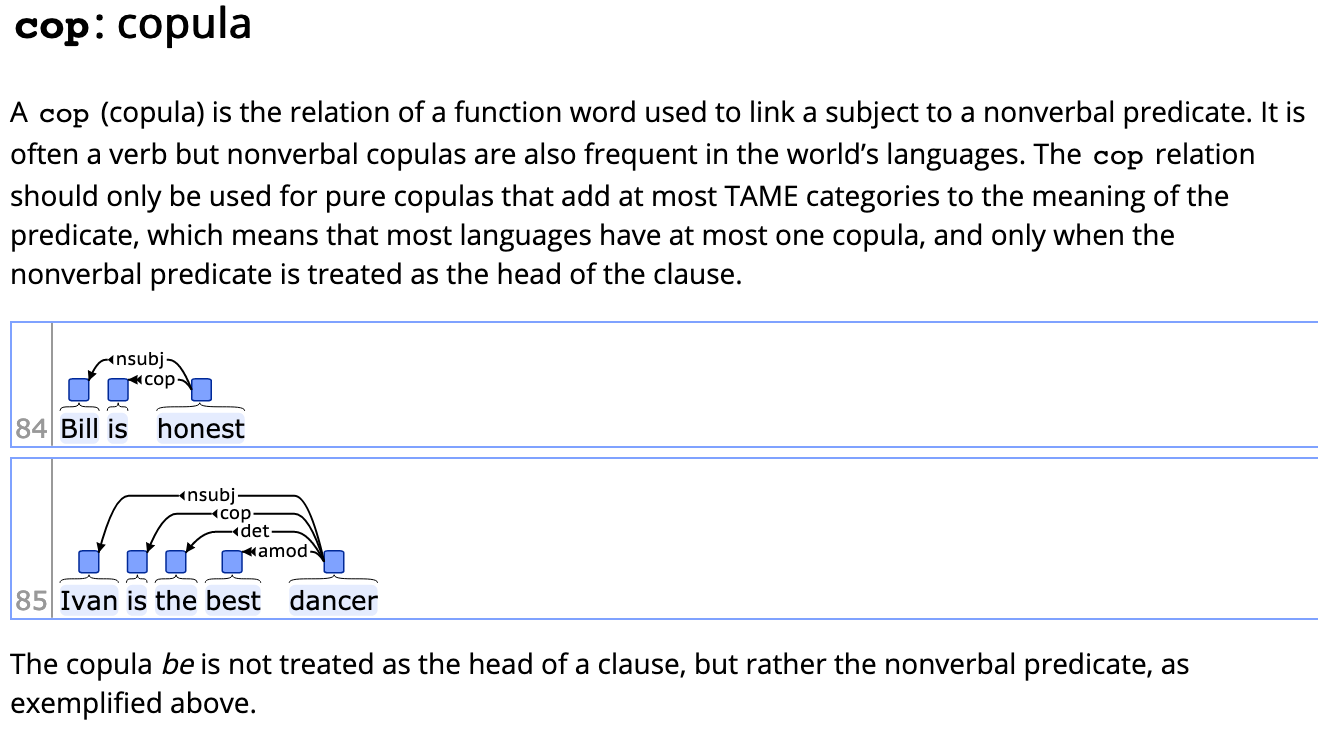 cop: copula
A cop (copula) is the relation of a function word used to link a subject to a nonverbal predicate. It is
often a verb but nonverbal copulas are also frequent in the world’s languages. The cop relation
should only be used for pure copulas that add at most TAME categories to the meaning of the
predicate, which means that most languages have at most one copula, and only when the
nonverbal predicate is treated as the head of the clause.
nsubj
cop
84 Bill is honest
nsubj
cop
det
amod
85 Ivan is the best dancer
The copula be is not treated as the head of a clause, but rather the nonverbal predicate, as
exemplified above.